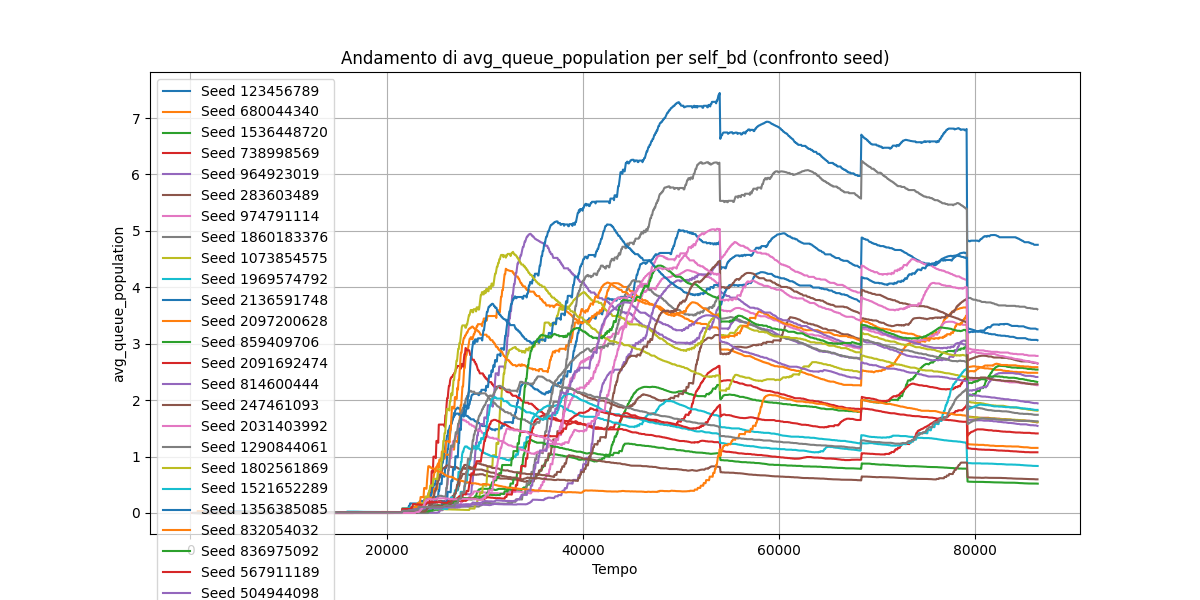 Andamento di avg_queue_population per self_bd (confronto seed)
avg_queue_population
7
6
5
4
3
2
1
0
Seed 123456789
Seed 680044340
Seed 1536448720
Seed 738998569
Seed 964923019
Seed 283603489
Seed 974791114
Seed 1860183376
Seed 1073854575
Seed 1969574792
Seed 2136591748
Seed 2097200628
Seed 859409706
Seed 2091692474
Seed 814600444
Seed 247461093
Seed 2031403992
Seed 1290844061
Seed 1802561869
Seed 1521652289
Seed 1356385085
Seed 832054032
Seed 836975092
Seed 567911189
Seed 504944098
0
20000
40000
60000
80000
Tempo